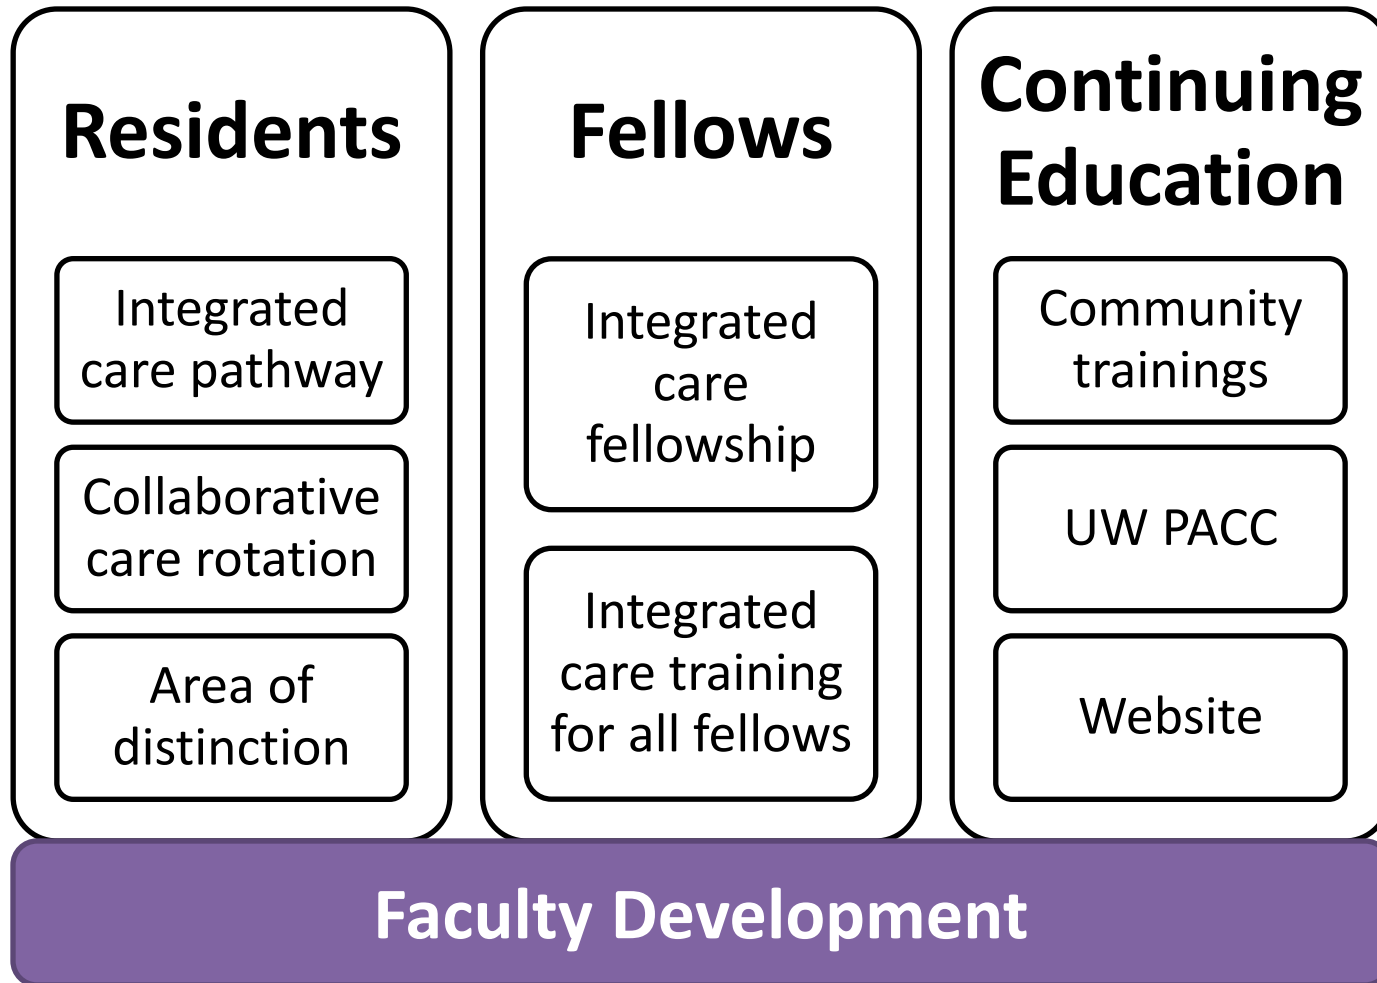 Residents
Integrated
care pathway
Collaborative
care rotation
Area of
distinction
Fellows
Integrated
care
fellowship
Integrated
care training
for all fellows
Continuing
Education
Community
trainings
UW PACC
Website
Faculty Development